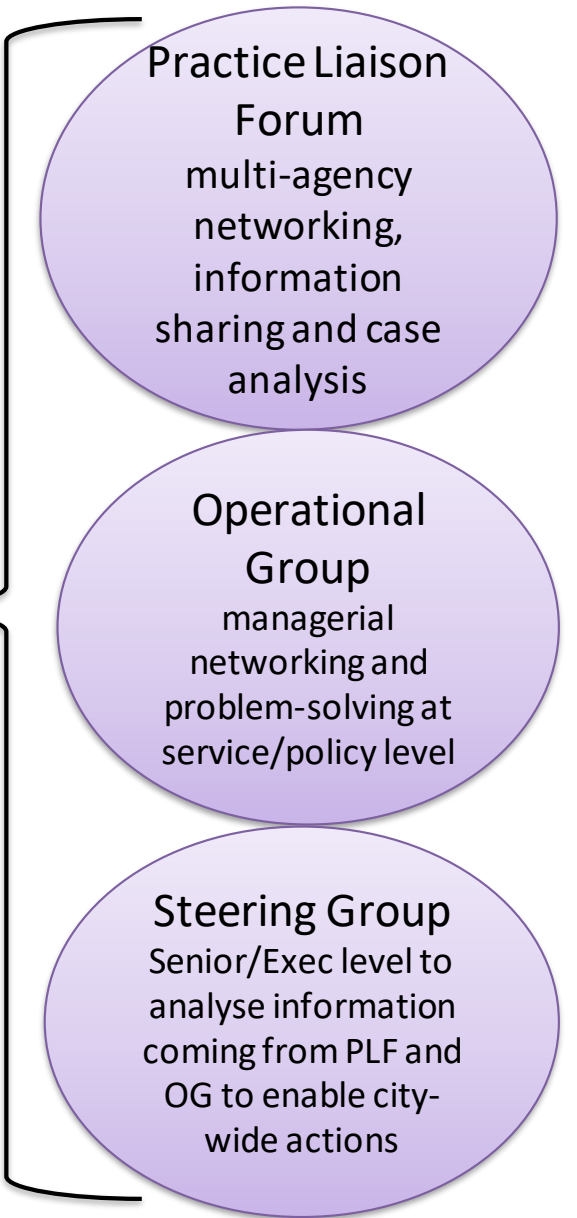 Practice Liaison
Forum
multi-agency
networking,
information
sharing and case
analysis
Operational
Group
managerial
networking and
problem-solving at
service/policy level
Steering Group
Senior/Exec level to
analyse information
coming from PLF and
OG to enable city-
wide actions